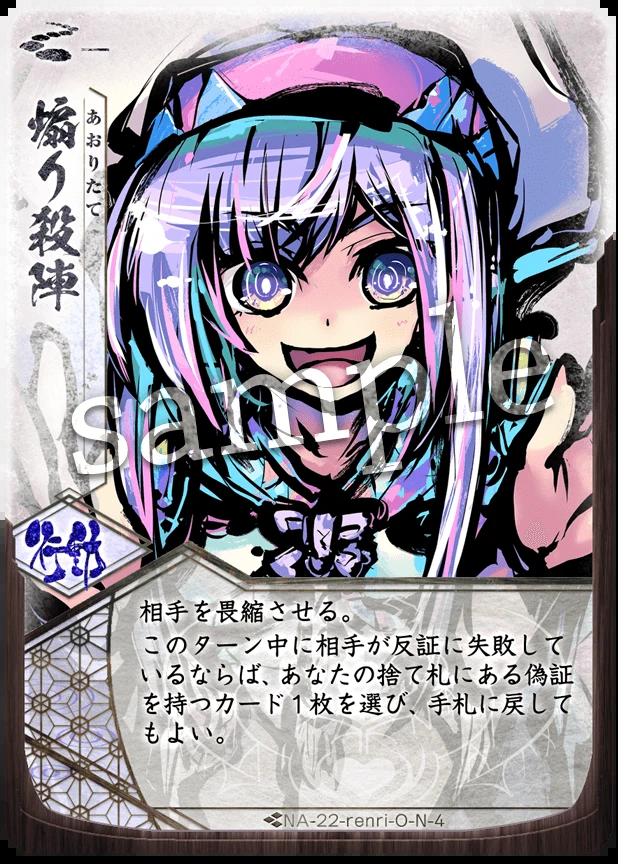 煽り殺陣
あおりたて
sample
行動
相手を畏縮させる。
このターン中に相手が反証に失敗して
いるならば、あなたの捨て札にある偽証
を持つカード1枚を選び、手札に戻して
もよい。
NA-22-renri-O-N-4